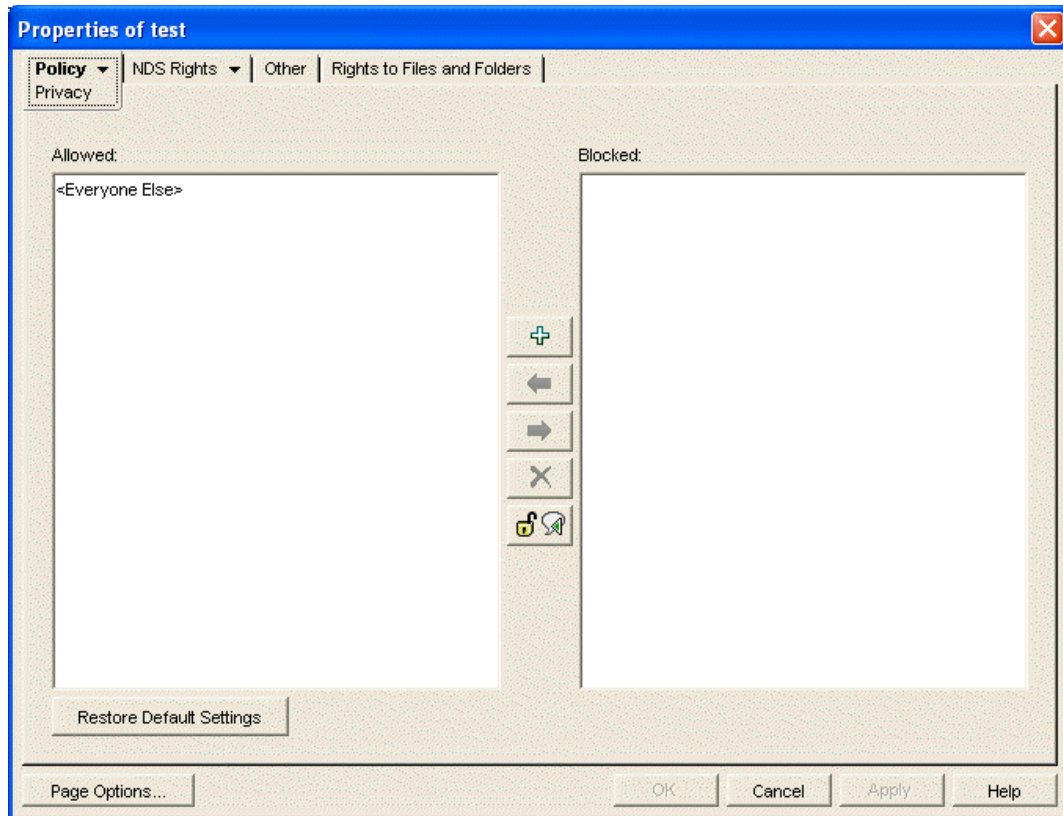 Properties of test
Policy NDS Rights Other Rights to Files and Folders
Privacy
Allowed: Blocked:
<Everyone Else>
Restore Default Settings
Page Options... OK Cancel Apply Help